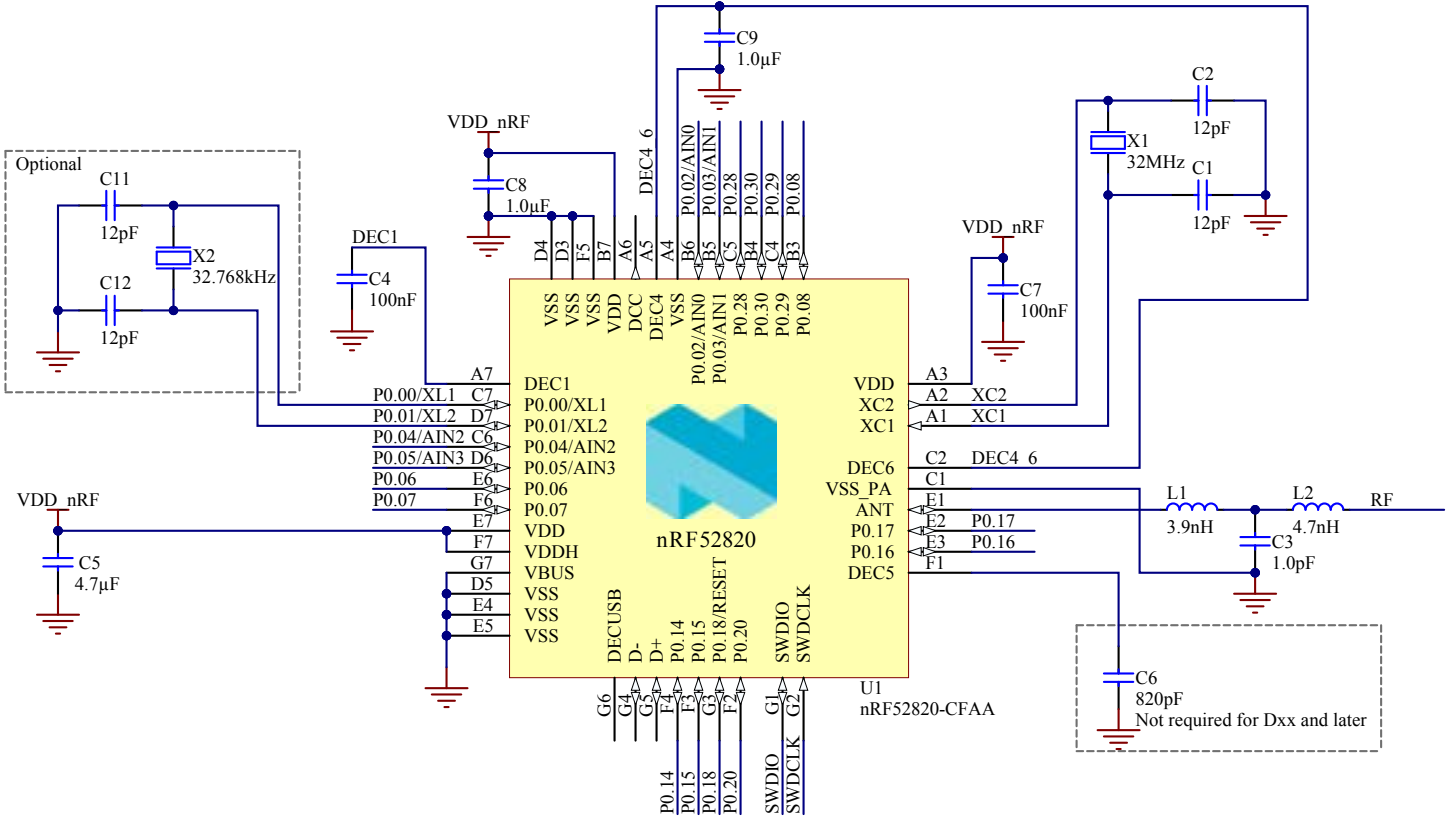 C9
1.0µF
C2
12pF
X1
32MHz
C1
12pF
VDD_nRF
C8
1.0µF
DEC4_6
P0.02/AIN0
P0.03/AIN1
P0.28
P0.30
P0.29
P0.08
Optional
C11
12pF
X2
32.768kHz
C12
12pF
DEC1
C4
100nF
VDD_nRF
C7
100nF
D4
D3
F5
B7
A6
A5
A4
B6
B5
C5
B4
C4
B3
VSS
VSS
VSS
VDD
DCC
DEC4
VSS
P0.02/AIN0
P0.03/AIN1
P0.28
P0.30
P0.29
P0.08
A7 DEC1
P0.00/XL1 C7 P0.00/XL1
P0.01/XL2 D7 P0.01/XL2
P0.04/AIN2 C6 P0.04/AIN2
P0.05/AIN3 D6 P0.05/AIN3
P0.06 E6 P0.06
P0.07 F6 P0.07
E7 VDD
F7 VDDH
G7 VBUS
D5 VSS
E4 VSS
E5 VSS
VDD_nRF
C5
4.7µF
nRF52820
VDD A3
XC2 A2 XC2
XC1 A1 XC1
DEC6 C2 DEC4_6
VSS_PA C1
ANT E1
P0.17 E2 P0.17
P0.16 E3 P0.16
DEC5 F1
L1
3.9nH
L2
4.7nH
RF
C3
1.0pF
DECUSB
D-
D+
P0.14
P0.15
P0.18/RESET
P0.20
SWDIO
SWDCLK
G6
G4
G5
F4
F3
G3
F2
G1
G2
P0.14
P0.15
P0.18
P0.20
SWDIO
SWDCLK
U1
nRF52820-CFAA
C6
820pF
Not required for Dxx and later